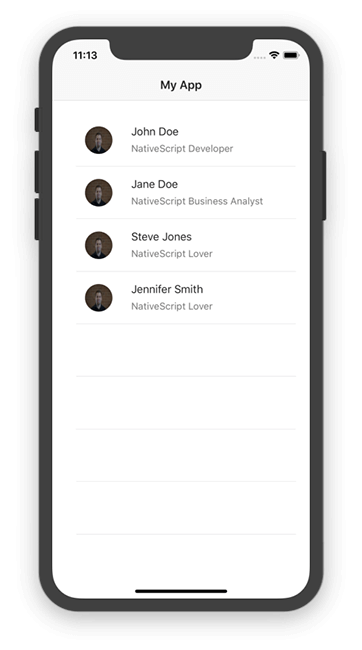 11:13
My App
John Doe
NativeScript Developer
Jane Doe
NativeScript Business Analyst
Steve Jones
NativeScript Lover
Jennifer Smith
NativeScript Lover